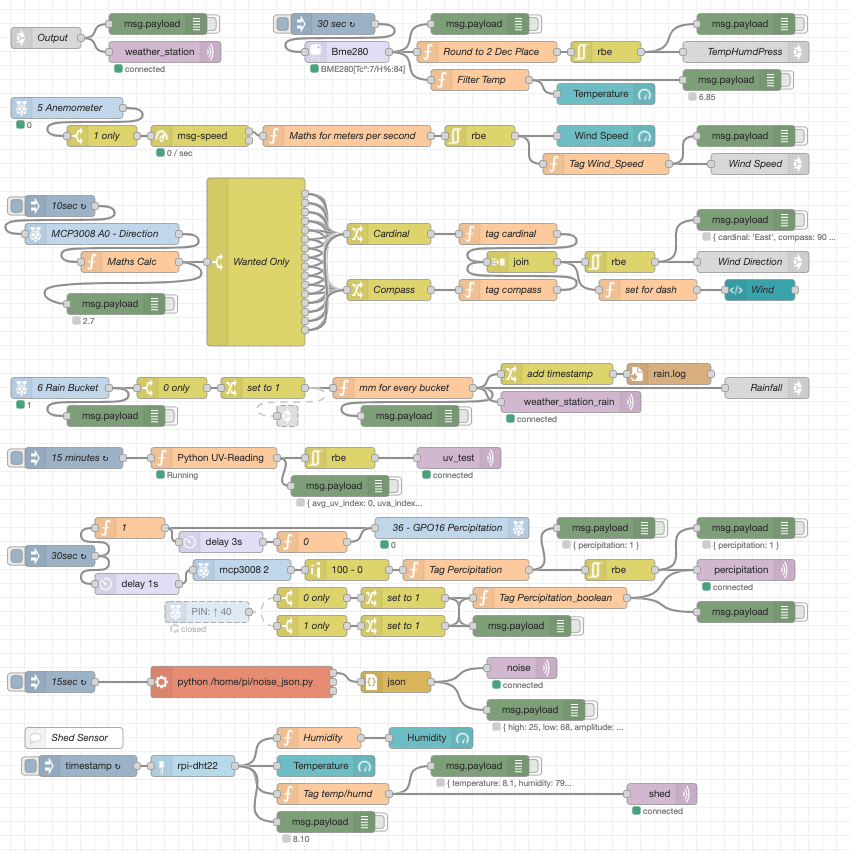 msg.payload
30 sec ↻
msg.payload
msg.payload
Output
weather_station
connected
Bme280
BME280[Tc°:7/H%:84]
Round to 2 Dec Place
rbe
TempHumdPress
Filter Temp
msg.payload
6.85
Temperature
5 Anemometer
0
1 only
msg-speed
0 / sec
Maths for meters per second
rbe
Wind Speed
msg.payload
Tag Wind_Speed
Wind Speed
10sec ↻
msg.payload
{ cardinal: 'East', compass: 90 ...
MCP3008 A0 - Direction
Cardinal
tag cardinal
Maths Calc
Wanted Only
join
rbe
Wind Direction
Compass
tag compass
set for dash
Wind
msg.payload
2.7
add timestamp
rain.log
6 Rain Bucket
1
0 only
set to 1
mm for every bucket
Rainfall
weather_station_rain
connected
msg.payload
msg.payload
15 minutes ↻
Python UV-Reading
Running
rbe
uv_test
connected
msg.payload
{ avg_uv_index: 0, uva_index...
1
36 - GPO16 Percipitation
0
msg.payload
{ percipitation: 1 }
msg.payload
{ percipitation: 1 }
delay 3s
0
30sec ↻
mcp3008 2
100 - 0
Tag Percipitation
rbe
percipitation
connected
delay 1s
0 only
set to 1
Tag Percipitation_boolean
PIN: ↑ 40
closed
msg.payload
1 only
set to 1
msg.payload
noise
connected
15sec ↻
python /home/pi/noise_json.py
json
msg.payload
{ high: 25, low: 68, amplitude: ...
Shed Sensor
Humidity
Humidity
timestamp ↻
rpi-dht22
Temperature
msg.payload
{ temperature: 8.1, humidity: 79...
Tag temp/humd
shed
connected
msg.payload
8.10